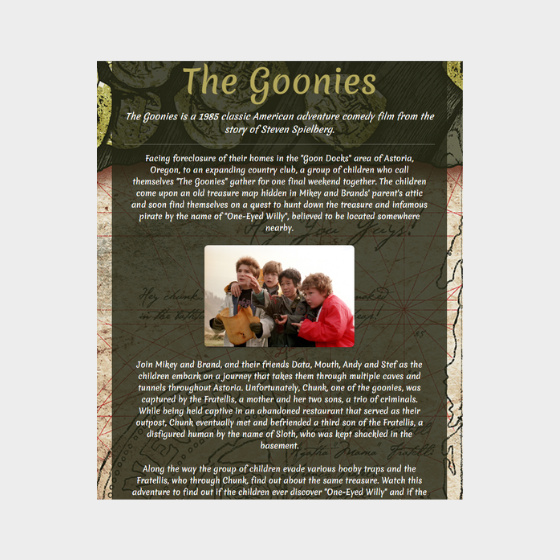 The Goonies
The Goonies is a 1985 classic American adventure comedy film from the
story of Steven Spielberg.
Facing foreclosure of their homes in the "Goon Docks" area of Astoria,
Oregon, to an expanding country club, a group of children who call
themselves "The Goonies" gather for one final weekend together. The children
come upon an old treasure map hidden in Mikey and Brands' parent's attic
and soon find themselves on a quest to hunt down the treasure and infamous
pirate by the name of "One-Eyed Willy", believed to be located somewhere
nearby.
You Guys!
Hey chunk
Join Mikey and Brand, and their friends Data, Mouth, Andy and Stef as the
children embark on a journey that takes them through multiple caves and
tunnels throughout Astoria. Unfortunately, Chunk, one of the goonies, was
captured by the Fratellis, a mother and her two sons, a trio of criminals.
While being held captive in an abandoned restaurant that served as their
outpost, Chunk eventually met and befriended a third son of the Fratellis, a
disfigured human by the name of Sloth, who was kept shackled in the
basement.
Mama Fratelli
Along the way the group of children evade various booby traps and the
Fratellis, who through Chunk, find out about the same treasure. Watch this
adventure to find out if the children ever discover "One-Eyed Willy" and if the